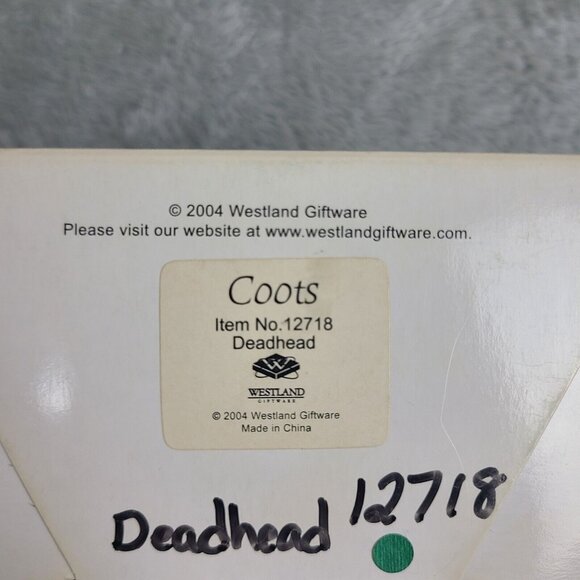 © 2004 Westland Giftware
Please visit our website at www.westlandgiftware.com.
Coots
Item No.12718
Deadhead
W
WESTLAND
GIFTWARE
© 2004 Westland Giftware
Made in China
Deadhead 12718